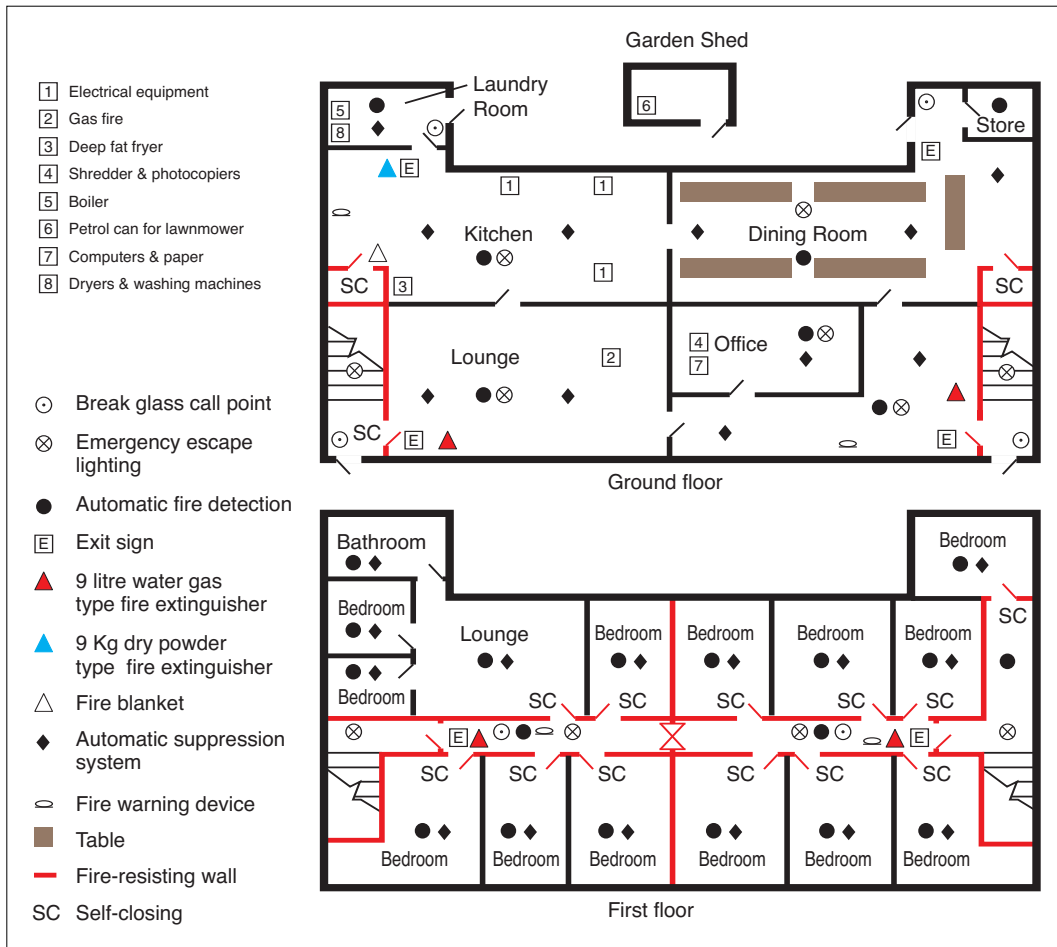 1 Electrical equipment
2 Gas fire
3 Deep fat fryer
4 Shredder & photocopiers
5 Boiler
6 Petrol can for lawnmower
7 Computers & paper
8 Dryers & washing machines
Break glass call point
Emergency escape
lighting
Automatic fire detection
E Exit sign
9 litre water gas
type fire extinguisher
9 Kg dry powder
type fire extinguisher
Fire blanket
Automatic suppression
system
Fire warning device
Table
Fire-resisting wall
SC Self-closing
Garden Shed
6
Laundry
Room
5
8
Store
E
E
1
1
Kitchen
Dining Room
1
SC
3
SC
Lounge
2
4 Office
7
SC
E
E
Ground floor
Bathroom
Bedroom
Bedroom
Lounge
Bedroom
Bedroom
Bedroom
Bedroom
Bedroom
SC
SC
SC
SC
SC
SC
E
E
SC
SC
SC
SC
SC
SC
Bedroom
Bedroom
Bedroom
Bedroom
Bedroom
Bedroom
First floor